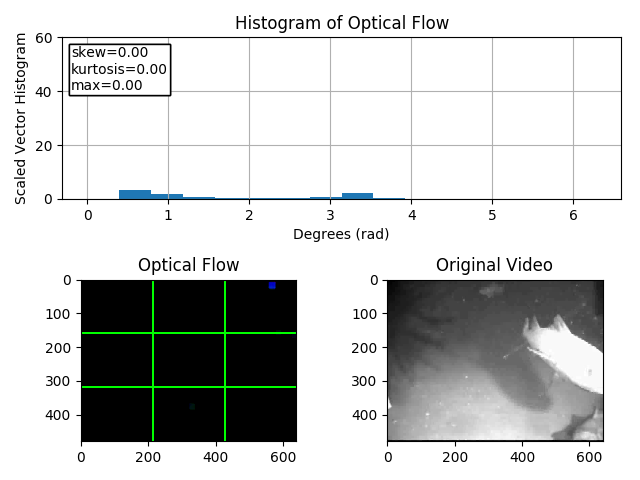 Histogram of Optical Flow
Scaled Vector Histogram
60
40
20
0
skew=0.00
kurtosis=0.00
max=0.00
0 1 2 3 4 5 6
Degrees (rad)
Optical Flow
0
100
200
300
400
0 200 400 600
Original Video
0
100
200
300
400
0 200 400 600